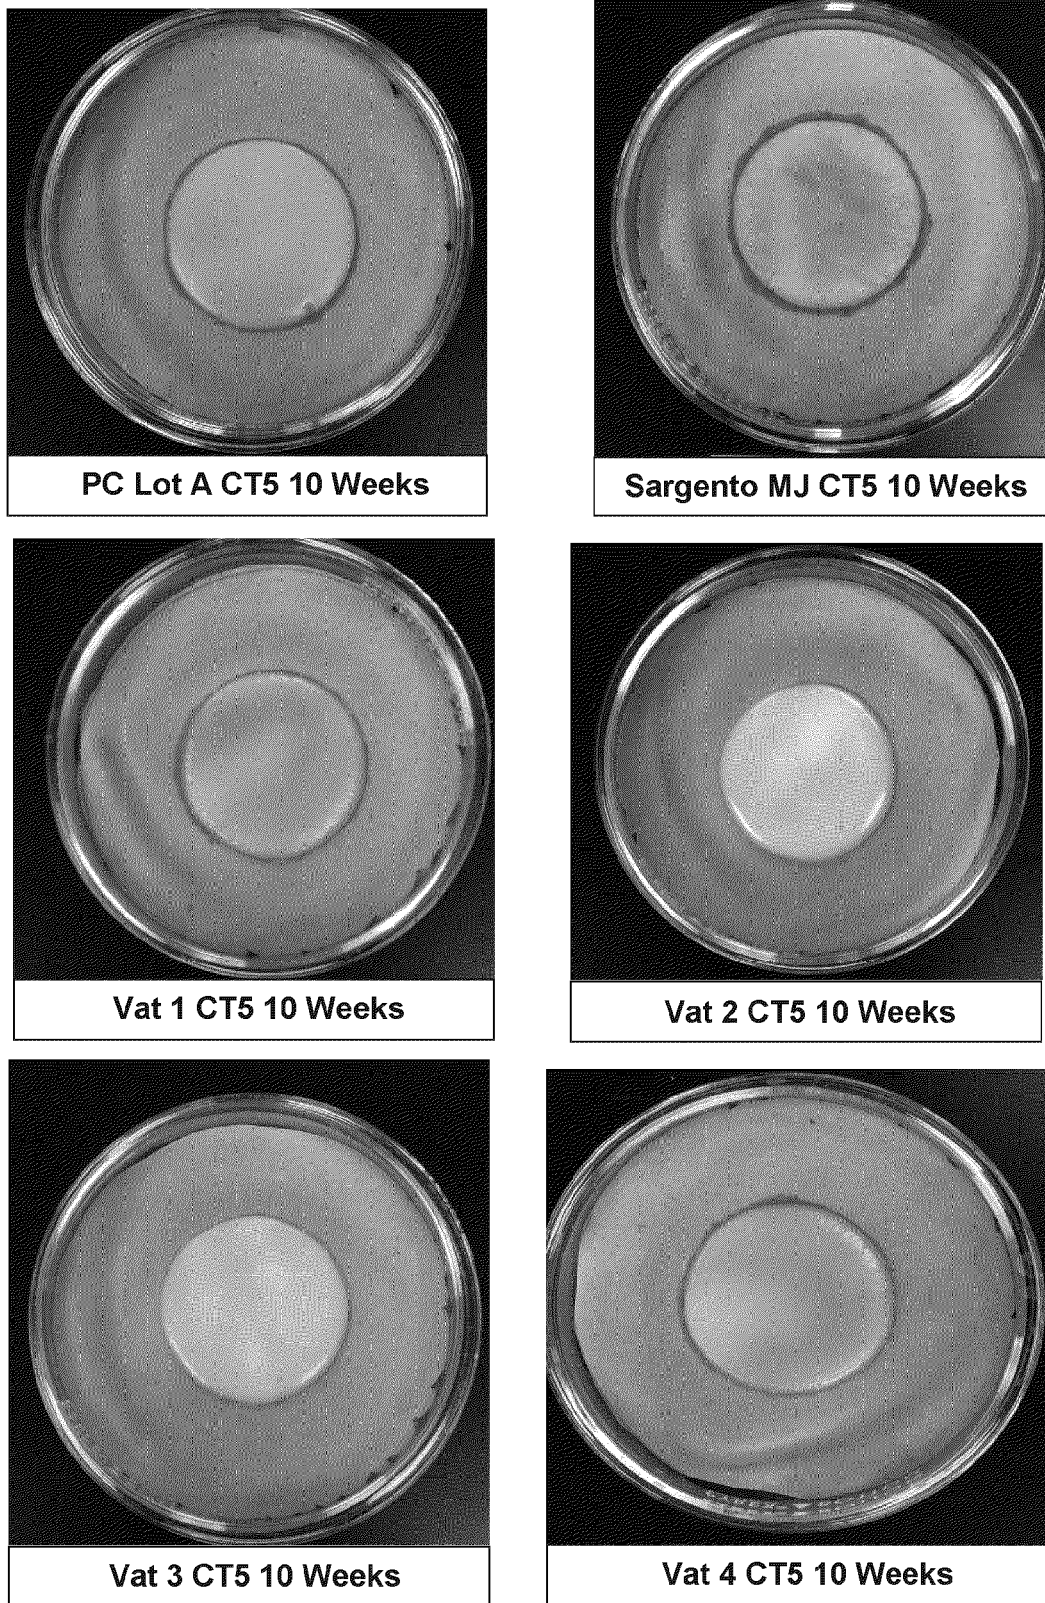 PC Lot A CT5 10 Weeks
Sargento MJ CT5 10 Weeks
Vat 1 CT5 10 Weeks
Vat 2 CT5 10 Weeks
Vat 3 CT5 10 Weeks
Vat 4 CT5 10 Weeks